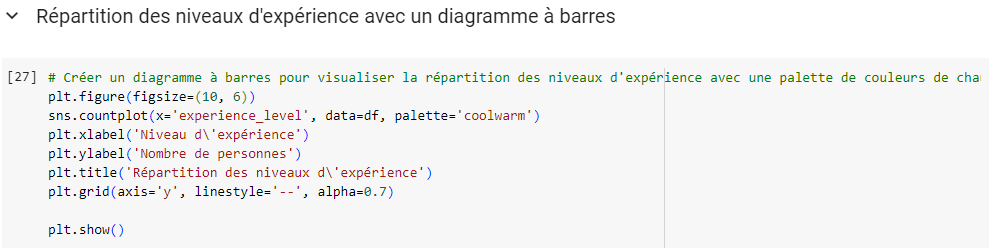 Répartition des niveaux d'expérience avec un diagramme à barres
[27] # Créer un diagramme à barres pour visualiser la répartition des niveaux d'expérience avec une palette de couleurs de
plt.figure(figsize=(10, 6))
sns.countplot(x='experience_level', data=df, palette='coolwarm')
plt.xlabel('Niveau d\'expérience')
plt.ylabel('Nombre de personnes')
plt.title('Répartition des niveaux d\'expérience')
plt.grid(axis='y', linestyle='--', alpha=0.7)
plt.show()